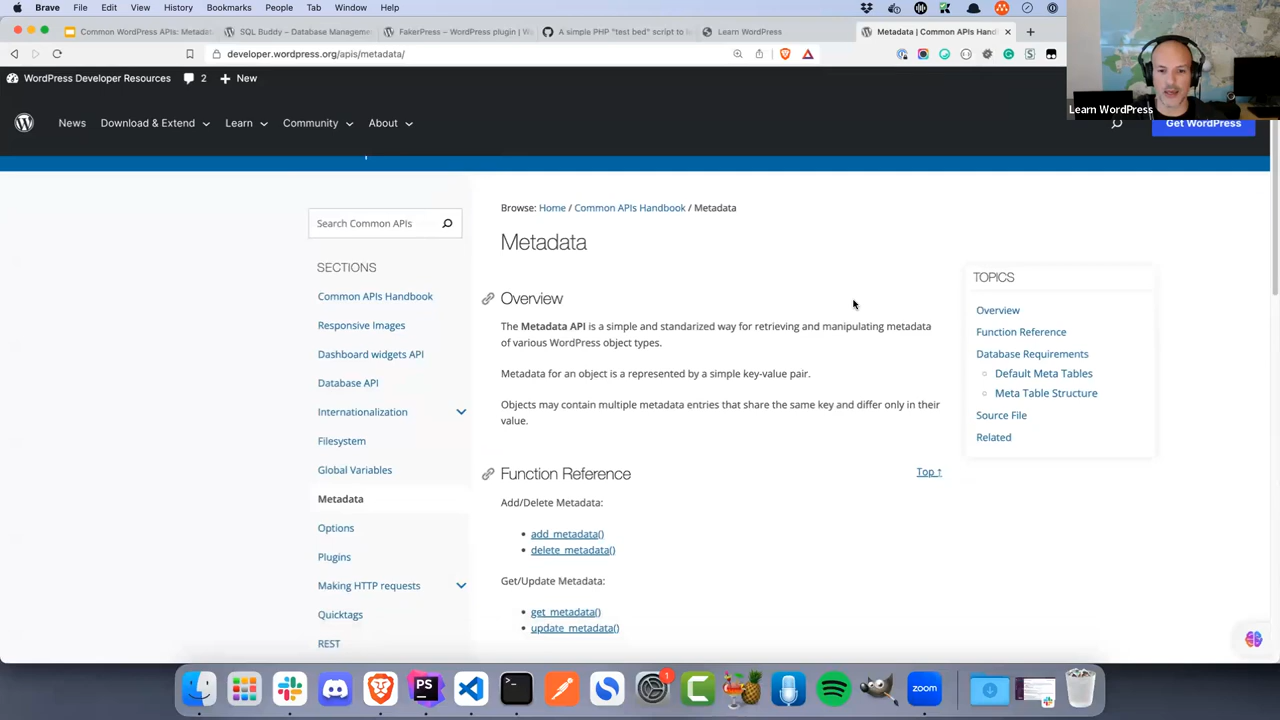 Brave File Edit View History Bookmarks People Tab Window Help
Common WordPress APIs: Metadat
SQL Buddy – Database Managemen
FakerPress – WordPress plugin | W
A simple PHP "test bed" script to l
Learn WordPress
Metadata | Common APIs Handb
developer.wordpress.org/apis/metadata/
WordPress Developer Resources 2 New
Learn WordPress
News Download & Extend Learn Community About
Get WordPress
Search Common APIs
SECTIONS
Common APIs Handbook
Responsive Images
Dashboard widgets API
Database API
Internationalization
Filesystem
Global Variables
Metadata
Options
Plugins
Making HTTP requests
Quicktags
REST
Browse: Home / Common APIs Handbook / Metadata
Metadata
Overview
The Metadata API is a simple and standarized way for retrieving and manipulating metadata
of various WordPress object types.
Metadata for an object is a represented by a simple key-value pair.
Objects may contain multiple metadata entries that share the same key and differ only in their
value.
Function Reference
Top ↑
Add/Delete Metadata:
add_metadata()
delete_metadata()
Get/Update Metadata:
get_metadata()
update_metadata()
TOPICS
Overview
Function Reference
Database Requirements
Default Meta Tables
Meta Table Structure
Source File
Related
PS
1
zoom